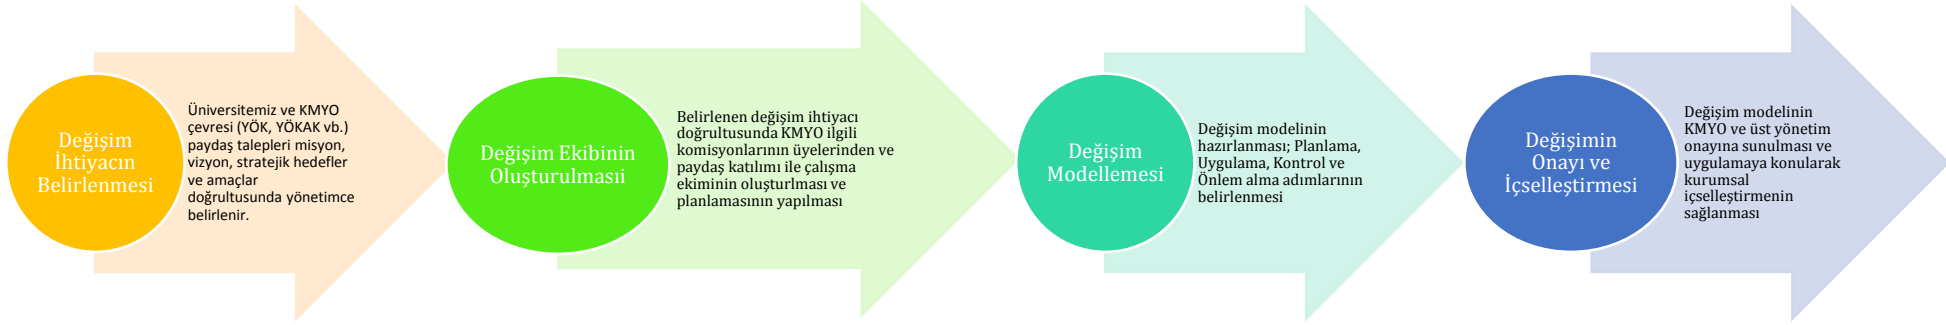 Değişim
İhtiyacın
Belirlenmesi
Üniversitemiz ve KMYO
çevresi (YÖK, YÖKAK vb.)
paydaş talepleri misyon,
vizyon, stratejik hedefler
ve amaçlar
doğrultusunda yönetimce
belirlenir.
Değişim Ekibinin
Oluşturulmasıi
Belirlenen değişim ihtiyacı
doğrultusunda KMYO ilgili
komisyonlarının üyelerinden ve
paydaş katılımı ile çalışma
ekiminin oluşturlması ve
planlamasının yapılması
Değişim
Modellemesi
Değişim modelinin
hazırlanması; Planlama,
Uygulama, Kontrol ve
Önlem alma adımlarının
belirlenmesi
Değişimin
Onayı ve
İçselleştirmesi
Değişim modelinin
KMYO ve üst yönetim
onayına sunulması ve
uygulamaya konularak
kurumsal
içselleştirmenin
sağlanması